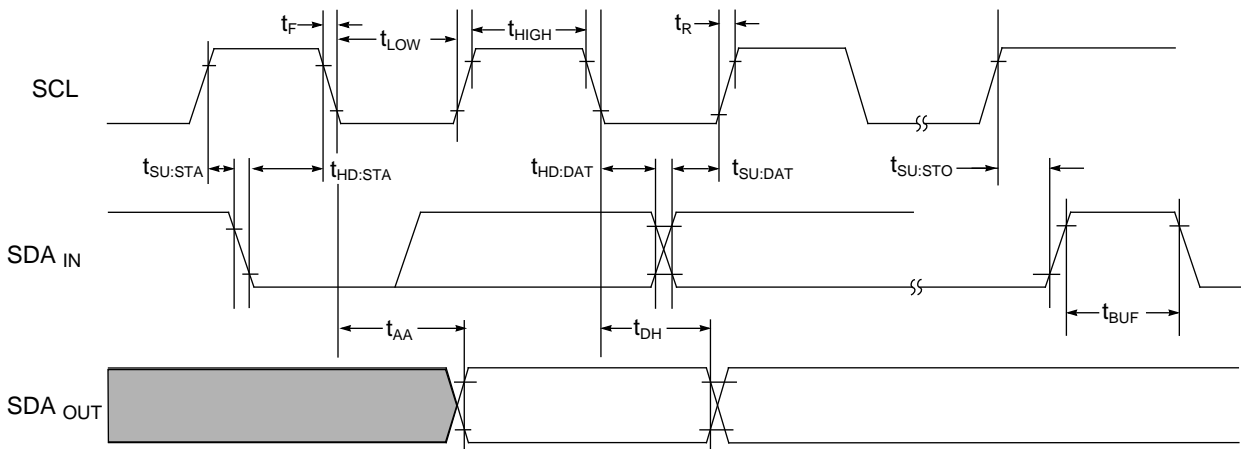 tF
tLOW
tHIGH
tR
SCL
tSU:STA
tHD:STA
tHD:DAT
tSU:DAT
tSU:STO
SDA IN
tAA
tDH
tBUF
SDA OUT